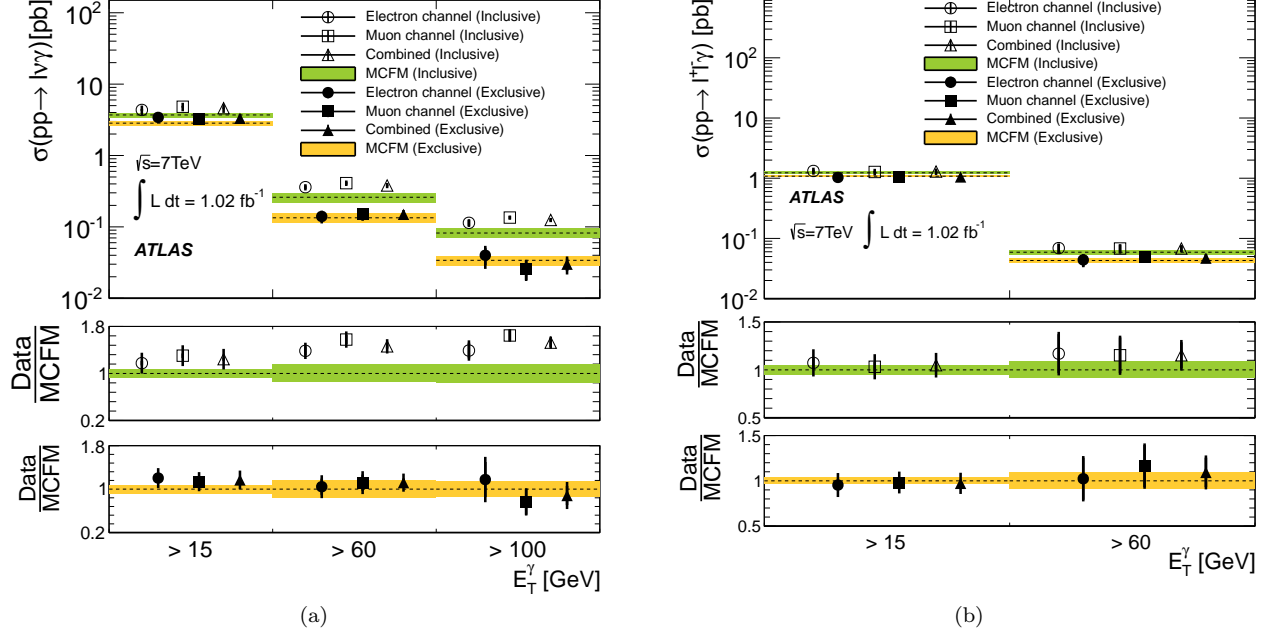 σ(pp→ lνγ) [pb]
10²
10
1
10⁻¹
10⁻²
Electron channel (Inclusive)
Muon channel (Inclusive)
Combined (Inclusive)
MCFM (Inclusive)
Electron channel (Exclusive)
Muon channel (Exclusive)
Combined (Exclusive)
MCFM (Exclusive)
√s=7TeV
∫ L dt = 1.02 fb⁻¹
ATLAS
Data
MCFM
1.8
1
0.2
Data
MCFM
1.8
1
0.2
> 15 > 60 > 100
E_T^γ [GeV]
(a)
σ(pp→ l⁺l⁻γ) [pb]
10²
10
1
10⁻¹
10⁻²
Electron channel (Inclusive)
Muon channel (Inclusive)
Combined (Inclusive)
MCFM (Inclusive)
Electron channel (Exclusive)
Muon channel (Exclusive)
Combined (Exclusive)
MCFM (Exclusive)
ATLAS
√s=7TeV ∫ L dt = 1.02 fb⁻¹
Data
MCFM
1.5
1
0.5
Data
MCFM
1.5
1
0.5
> 15 > 60
E_T^γ [GeV]
(b)